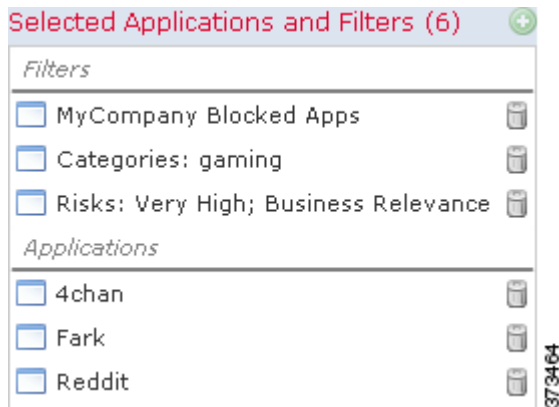 Selected Applications and Filters (6)
Filters
MyCompany Blocked Apps
Categories: gaming
Risks: Very High; Business Relevance
Applications
4chan
Fark
Reddit
373464